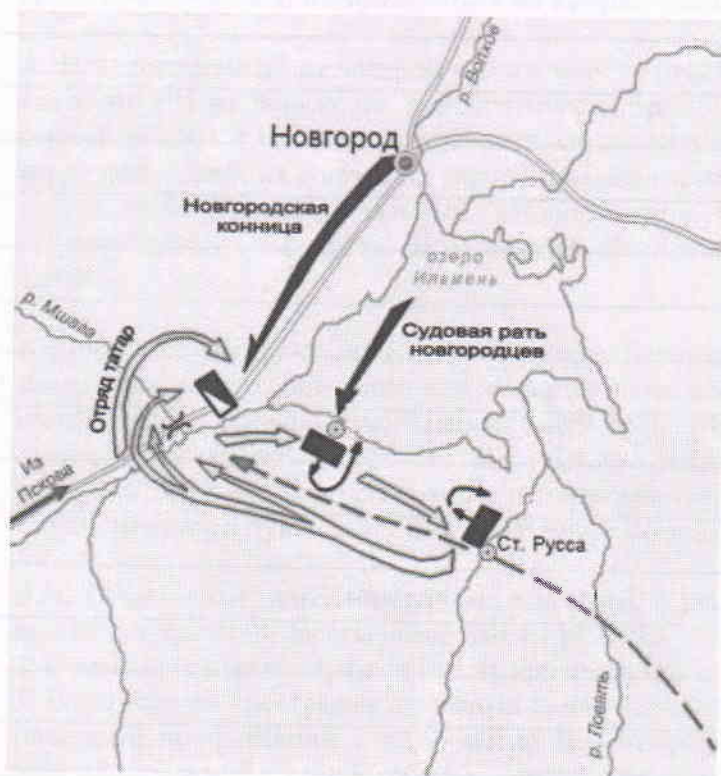 р. Волхов
Новгород
Новгородская
конница
озеро
Ильмень
р. Мшага
Судовая рать
новгородцев
Отряд татар
Из
Пскова
Ст. Русса
р. Ловать